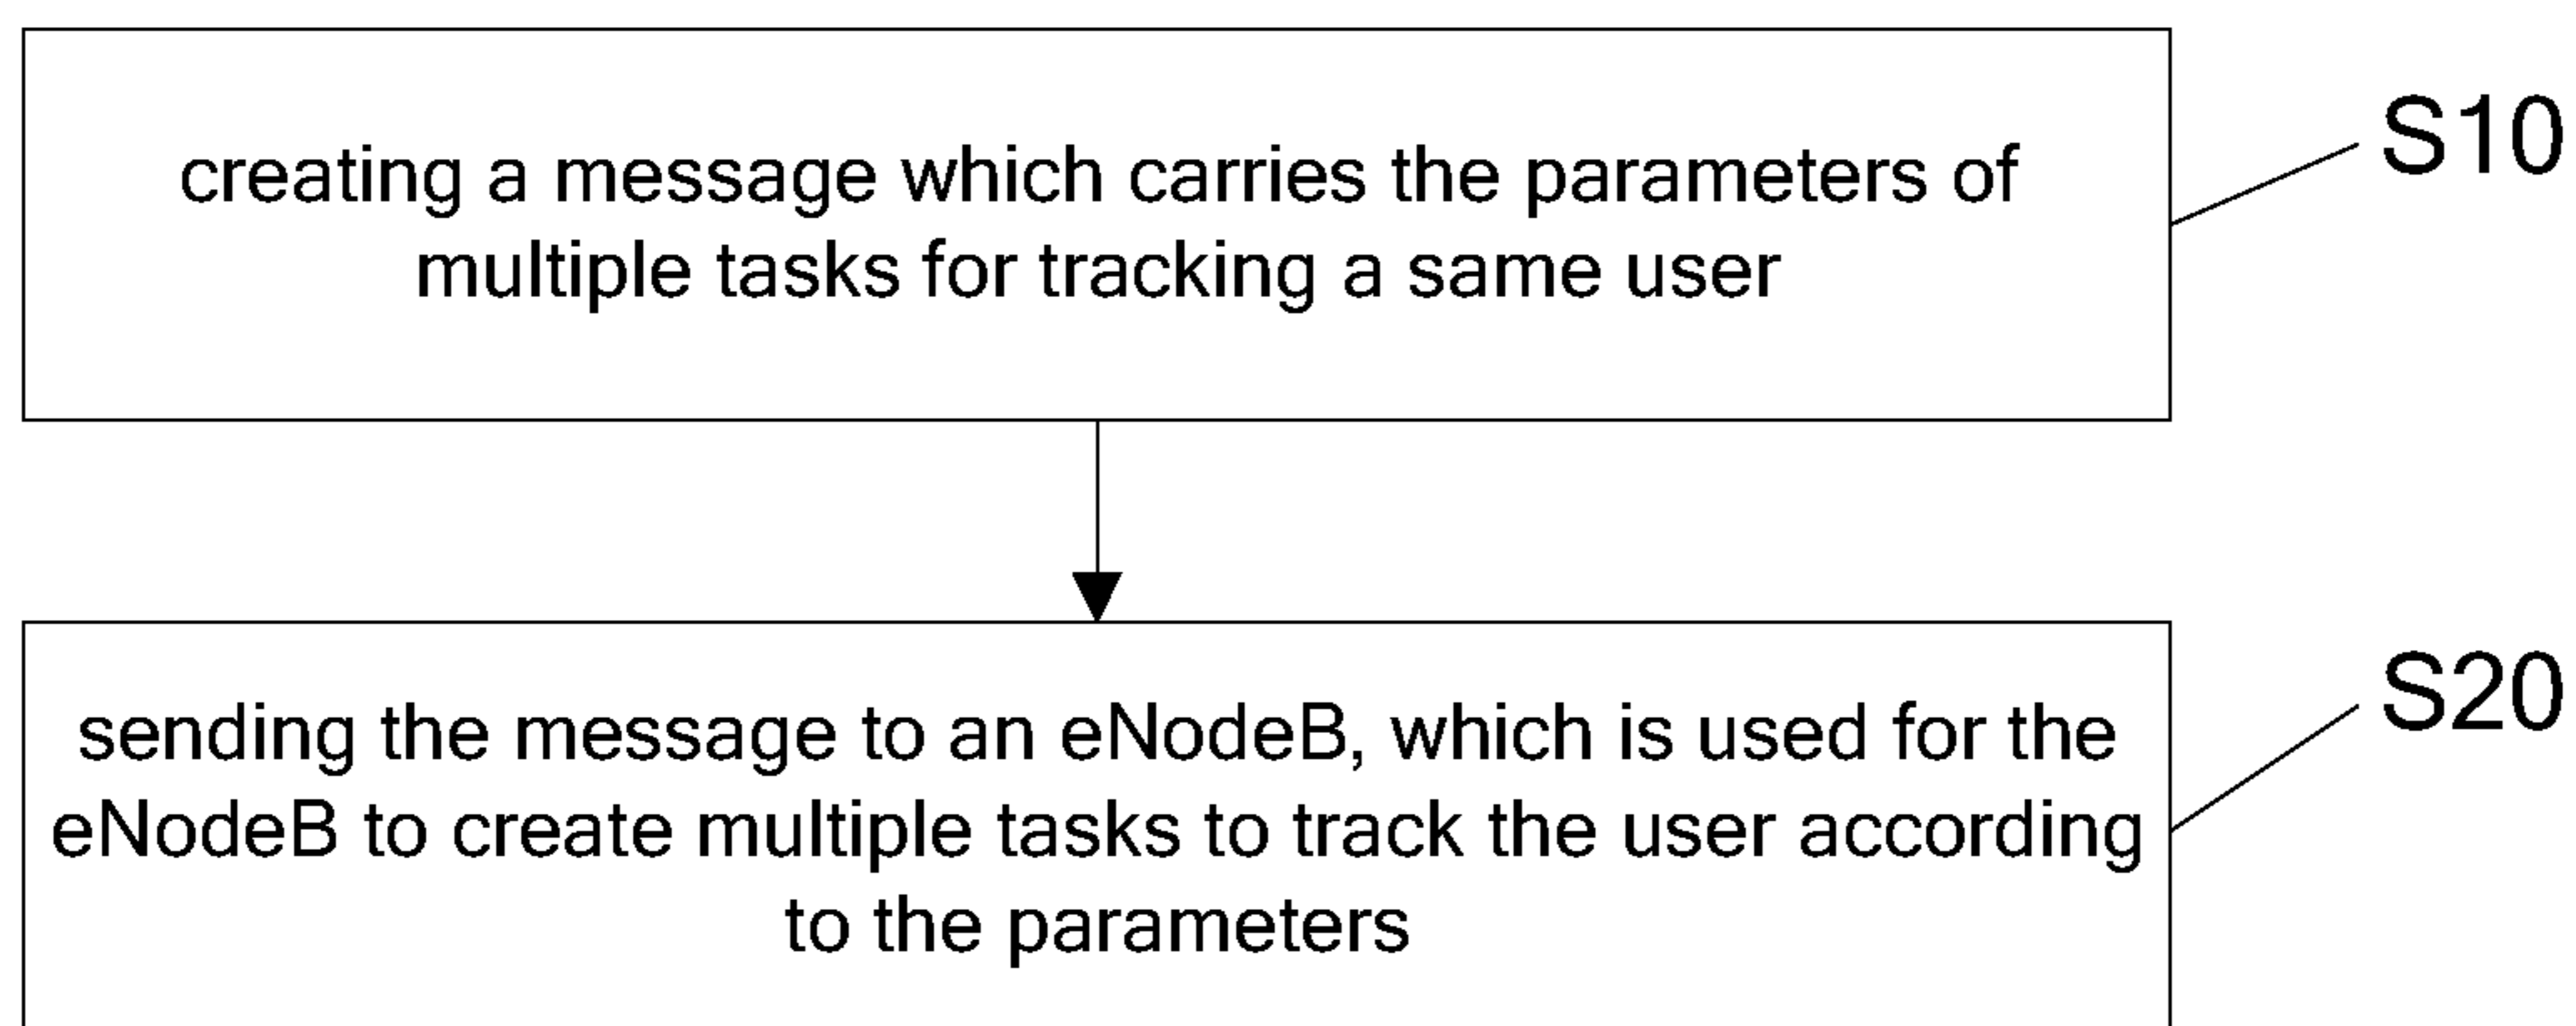 creating a message which carries the parameters of
multiple tasks for tracking a same user
S10
sending the message to an eNodeB, which is used for the
eNodeB to create multiple tasks to track the user according
to the parameters
S20